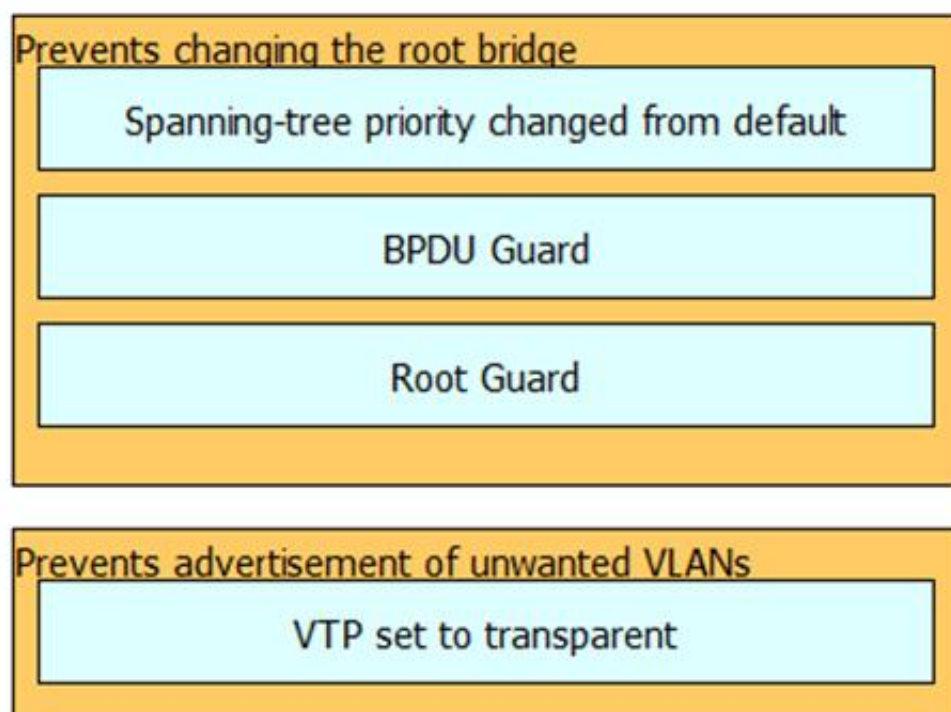 Prevents changing the root bridge
Spanning-tree priority changed from default
BPDU Guard
Root Guard
Prevents advertisement of unwanted VLANs
VTP set to transparent